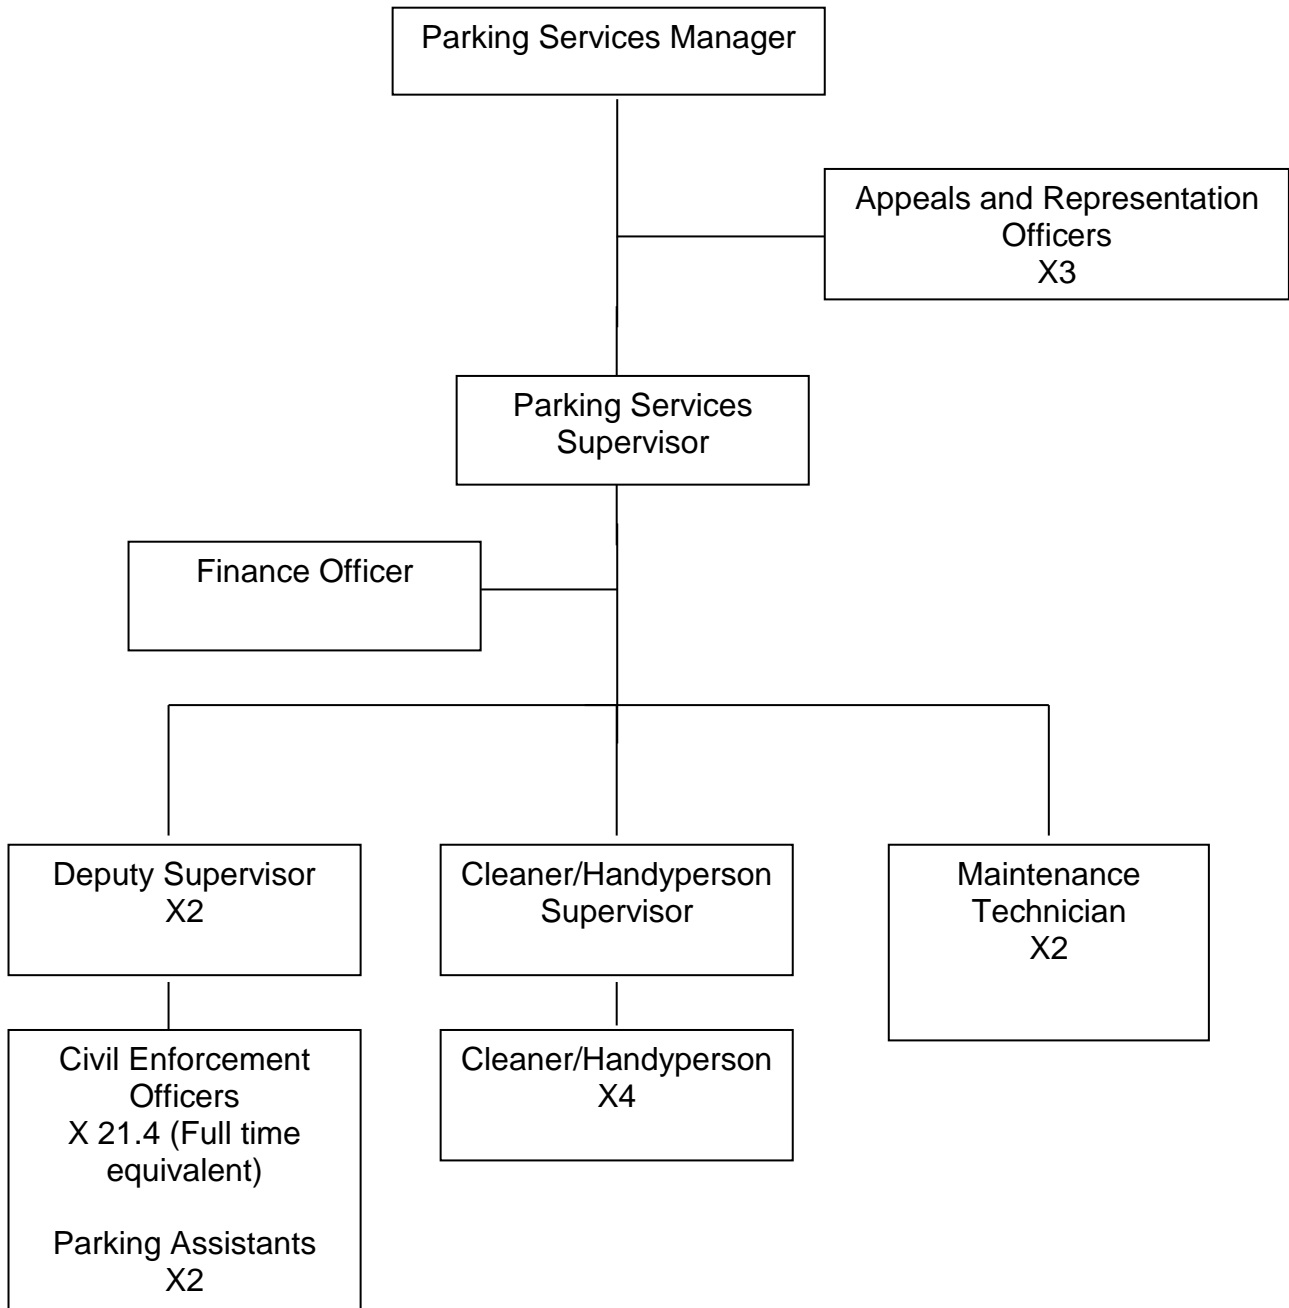 Parking Services Manager
Appeals and Representation
Officers
X3
Parking Services
Supervisor
Finance Officer
Deputy Supervisor
X2
Cleaner/Handyperson
Supervisor
Maintenance
Technician
X2
Civil Enforcement
Officers
X 21.4 (Full time
equivalent)
Parking Assistants
X2
Cleaner/Handyperson
X4